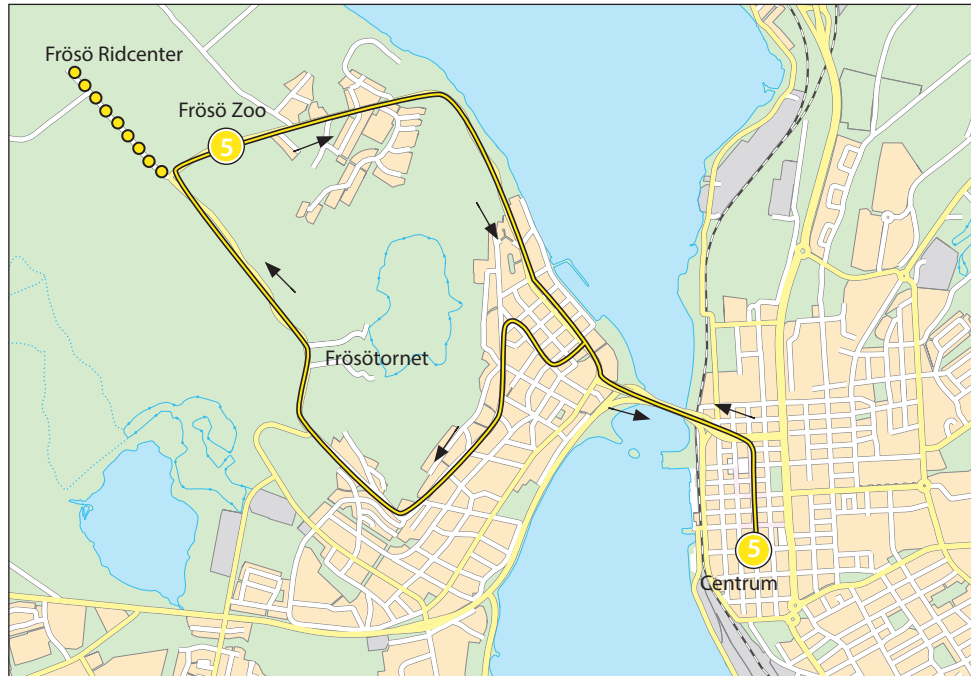 Frösö Ridcenter
Frösö Zoo
5
Frösötornet
5
Centrum